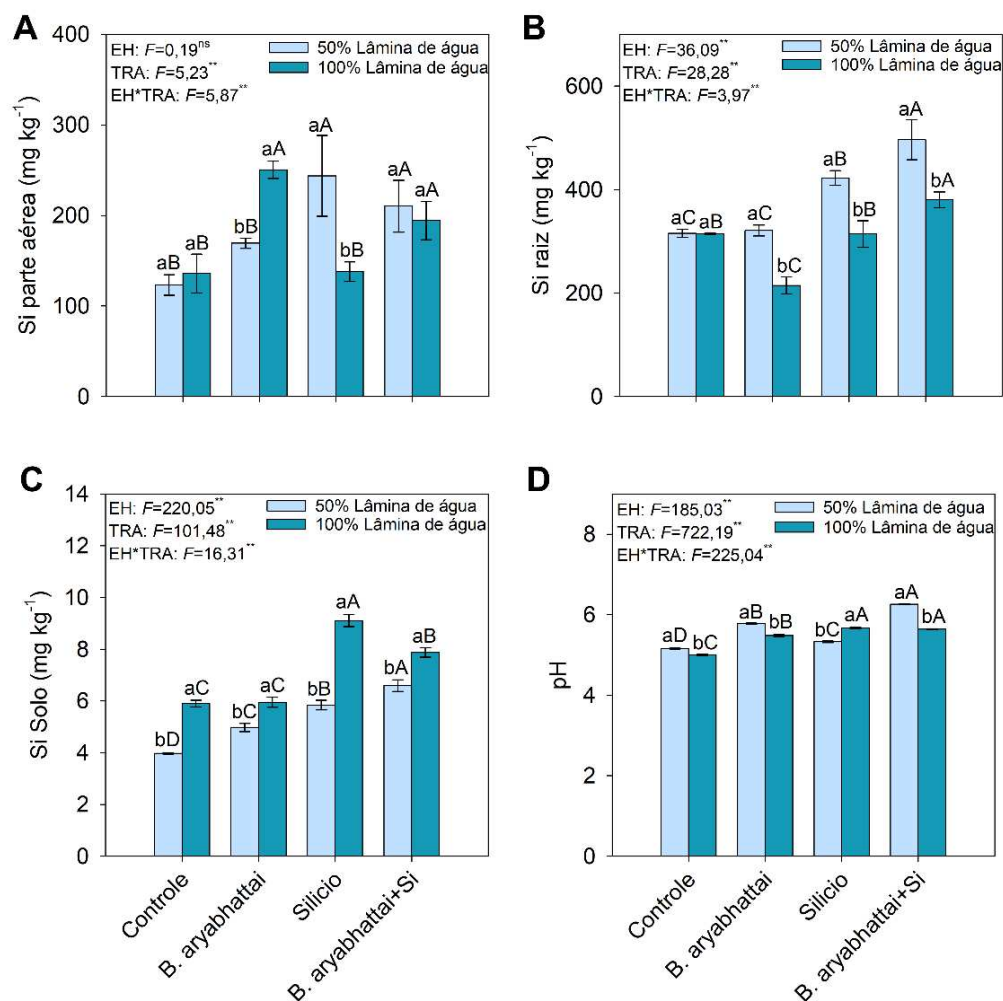 A
EH: F=0,19ns
TRA: F=5,23**
EH*TRA: F=5,87**
50% Lâmina de água
100% Lâmina de água
Si parte aérea (mg kg-1)
400
300
200
100
0
aB aB bB aA aA bB aA aA
B
EH: F=36,09**
TRA: F=28,28**
EH*TRA: F=3,97**
50% Lâmina de água
100% Lâmina de água
Si raiz (mg kg-1)
600
400
200
0
aC aB aC bC aB bB aA bA
C
EH: F=220,05**
TRA: F=101,48**
EH*TRA: F=16,31**
50% Lâmina de água
100% Lâmina de água
Si Solo (mg kg-1)
14
12
10
8
6
4
2
0
bD aC bC aC bB aA bA aB
Controle
B. aryabhattai
Silicio
B. aryabhattai+Si
D
EH: F=185,03**
TRA: F=722,19**
EH*TRA: F=225,04**
50% Lâmina de água
100% Lâmina de água
pH
8
6
4
2
0
aD bC aB bB bC aA aA bA
Controle
B. aryabhattai
Silicio
B. aryabhattai+Si